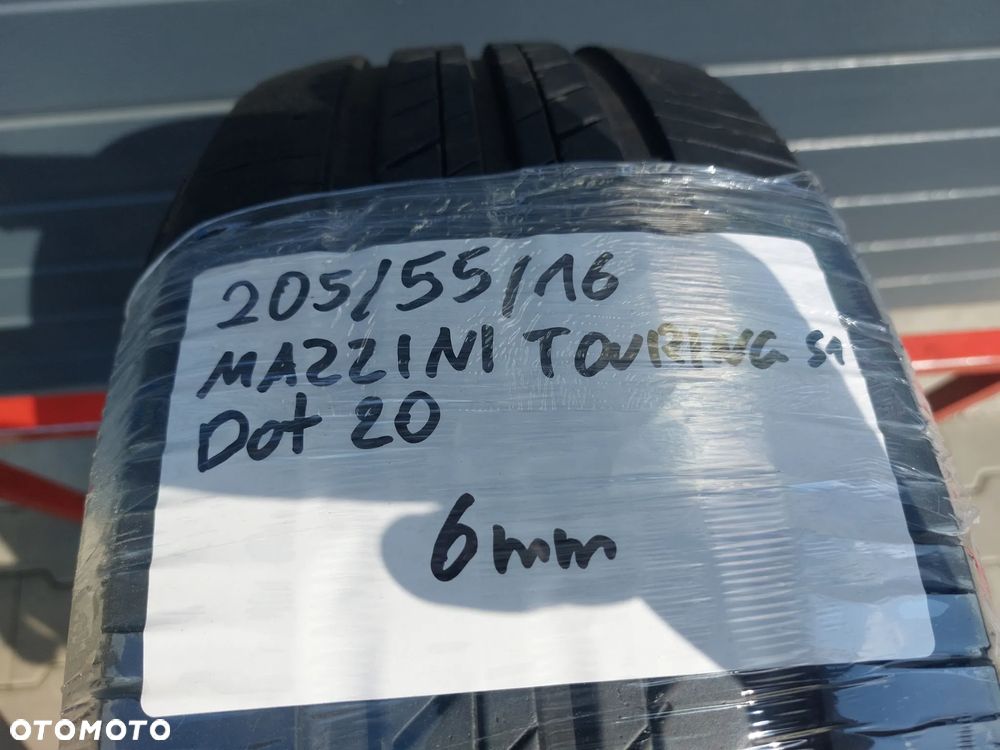 205/55/16
MAZZINI TOURING S1
Dot 20
6mm
OTOMOTO